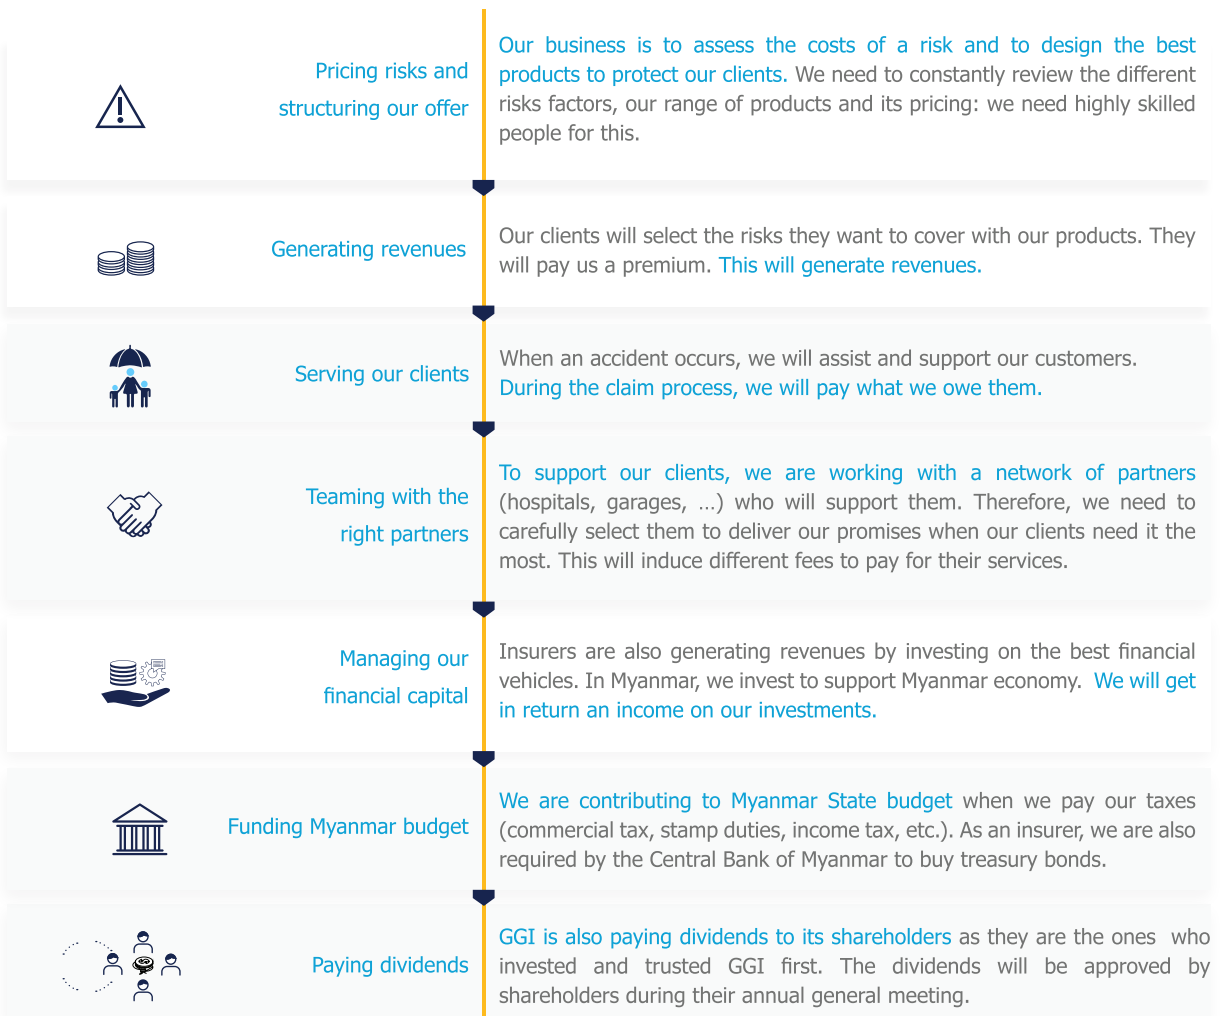 Pricing risks and
structuring our offer
Our business is to assess the costs of a risk and to design the best
products to protect our clients. We need to constantly review the different
risks factors, our range of products and its pricing: we need highly skilled
people for this.
Generating revenues
Our clients will select the risks they want to cover with our products. They
will pay us a premium. This will generate revenues.
Serving our clients
When an accident occurs, we will assist and support our customers.
During the claim process, we will pay what we owe them.
Teaming with the
right partners
To support our clients, we are working with a network of partners
(hospitals, garages, …) who will support them. Therefore, we need to
carefully select them to deliver our promises when our clients need it the
most. This will induce different fees to pay for their services.
Managing our
financial capital
Insurers are also generating revenues by investing on the best financial
vehicles. In Myanmar, we invest to support Myanmar economy. We will get
in return an income on our investments.
Funding Myanmar budget
We are contributing to Myanmar State budget when we pay our taxes
(commercial tax, stamp duties, income tax, etc.). As an insurer, we are also
required by the Central Bank of Myanmar to buy treasury bonds.
Paying dividends
GGI is also paying dividends to its shareholders as they are the ones who
invested and trusted GGI first. The dividends will be approved by
shareholders during their annual general meeting.